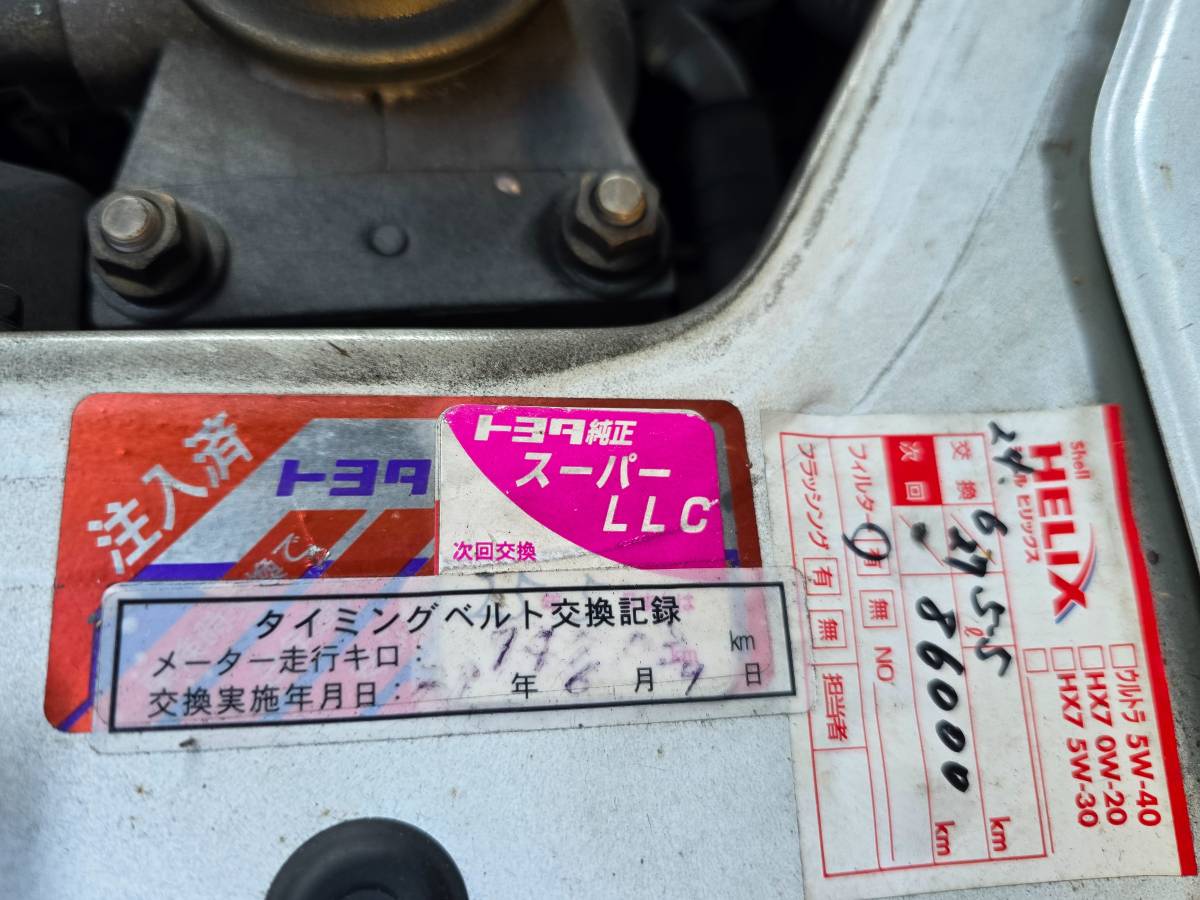 注入済
トヨタ
トヨタ純正
スーパー
LLC
次回交換
タイミングベルト交換記録
メーター走行キロ: km
交換実施年月日: 年 6 月 日
Shell
HELIX
シェル ヒリックス
ウルトラ 5W-40
HX7 0W-20
HX7 5W-30
交換 km
次回 86000 km
フィルタ 有 無 NO
フラッシング 有 無 担当者